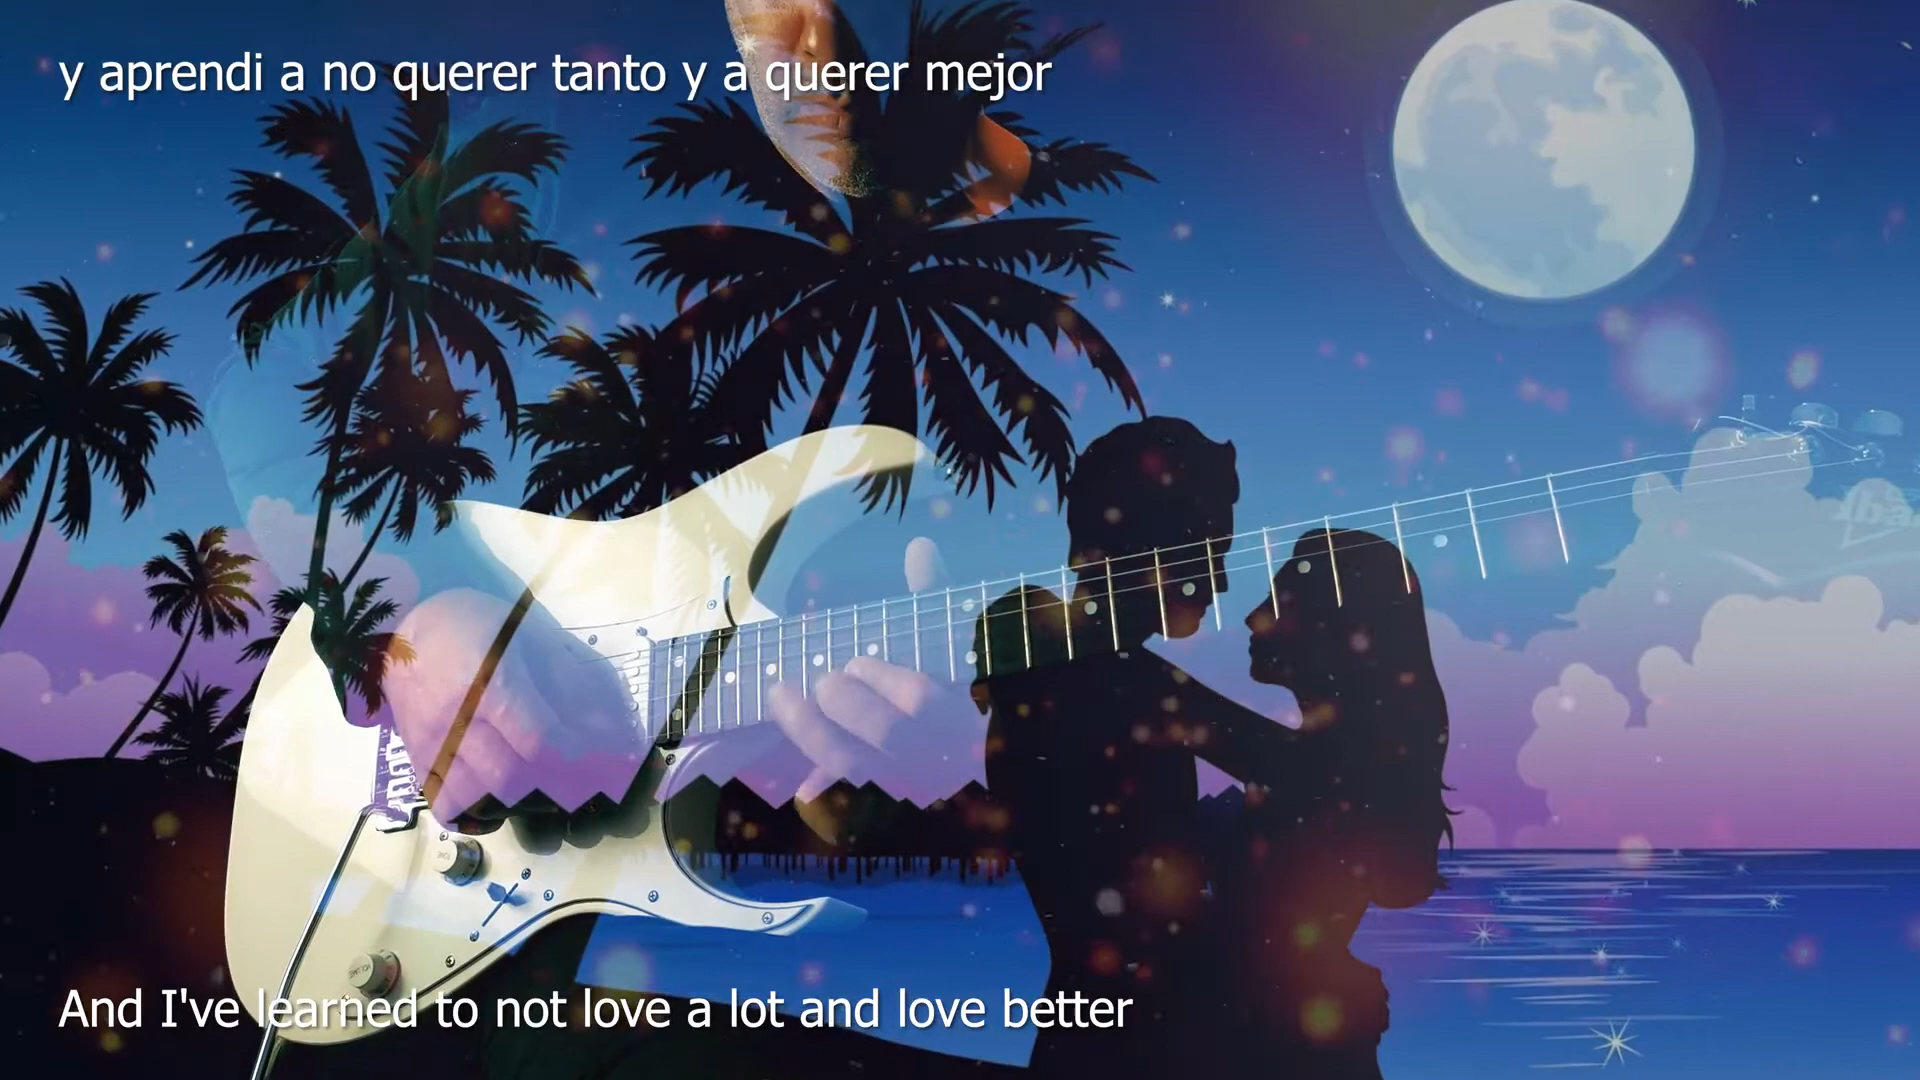 y aprendi a no querer tanto y a querer mejor
And I've learned to not love a lot and love better